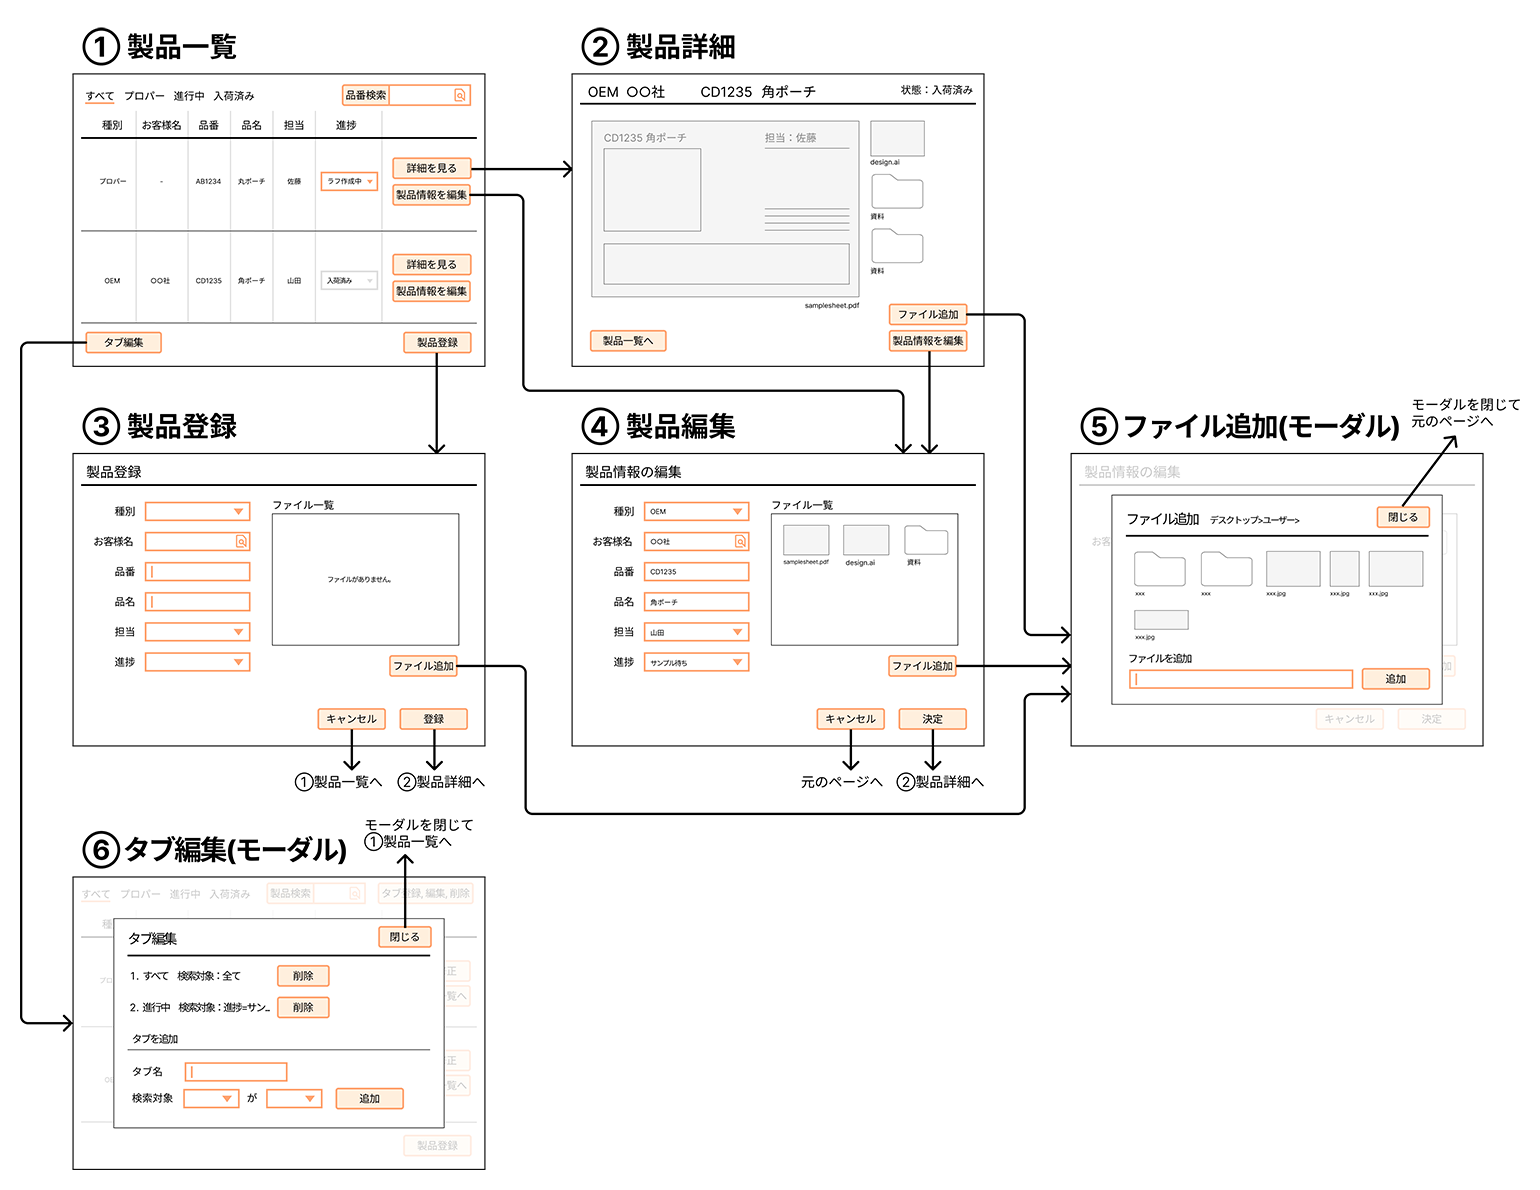 ① 製品一覧
すべて プロパー 進行中 入荷済み 品番検索
種別 お客様名 品番 品名 担当 進捗
プロパー - AB1234 丸ポーチ 佐藤 ラフ作成中
詳細を見る
製品情報を編集
OEM 〇〇社 CD1235 角ポーチ 山田 入荷済み
詳細を見る
製品情報を編集
タブ編集 製品登録
② 製品詳細
OEM 〇〇社 CD1235 角ポーチ 状態：入荷済み
CD1235 角ポーチ 担当：佐藤
design.ai
資料
資料
samplesheet.pdf
ファイル追加
製品一覧へ 製品情報を編集
③ 製品登録
製品登録
種別
お客様名
品番
品名
担当
進捗
ファイル一覧
ファイルがありません。
ファイル追加
キャンセル 登録
①製品一覧へ ②製品詳細へ
④ 製品編集
製品情報の編集
種別 OEM
お客様名 〇〇社
品番 CD1235
品名 角ポーチ
担当 山田
進捗 サンプル待ち
ファイル一覧
samplesheet.pdf design.ai 資料
ファイル追加
キャンセル 決定
元のページへ ②製品詳細へ
⑤ ファイル追加(モーダル)
モーダルを閉じて
元のページへ
製品情報の編集
お客
ファイル追加 デスクトップ>ユーザー> 閉じる
xxx xxx xxx.jpg xxx.jpg xxx.jpg
xxx.jpg
ファイルを追加
追加
加
キャンセル 決定
⑥ タブ編集(モーダル)
モーダルを閉じて
①製品一覧へ
すべて プロパー 進行中 入荷済み 製品検索 タブ登録, 編集, 削除
種
プロ
OE
正
覧へ
正
覧へ
タブ編集 閉じる
1. すべて 検索対象：全て 削除
2. 進行中 検索対象：進捗=サン... 削除
タブを追加
タブ名
検索対象 が 追加
製品登録